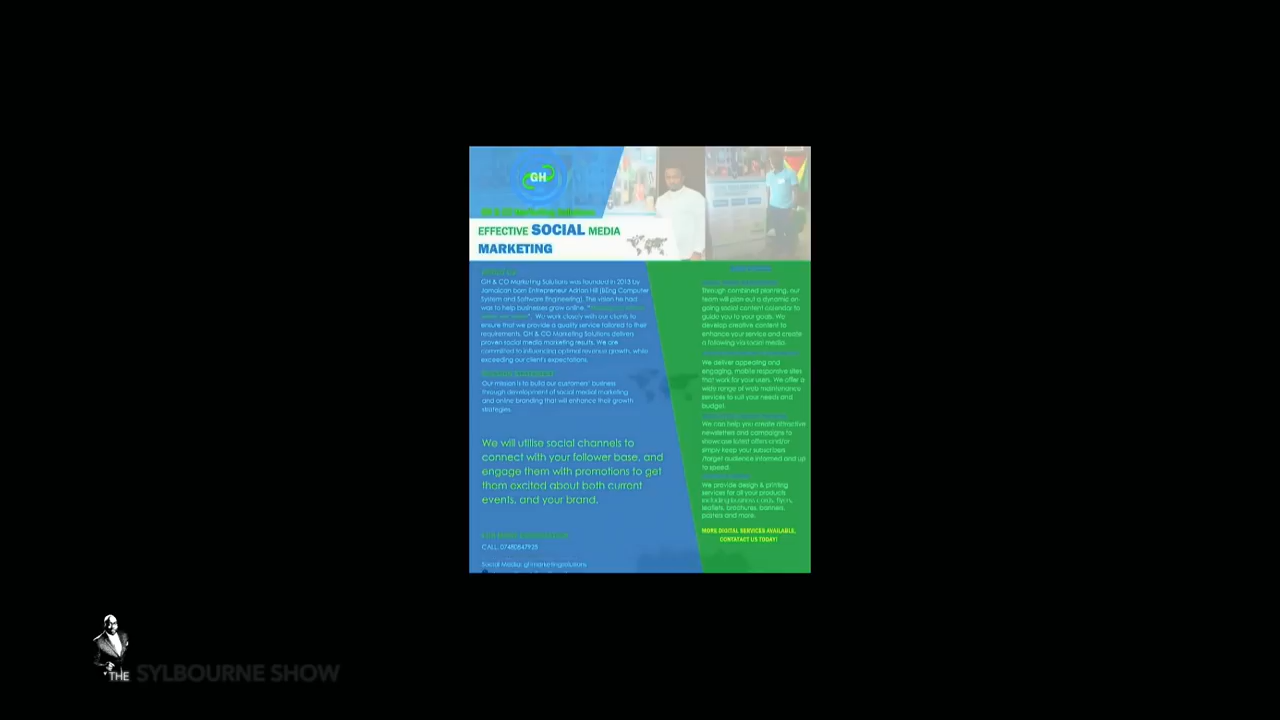 GH
GH & CO Marketing Solutions
EFFECTIVE SOCIAL MEDIA
MARKETING
GH & CO Marketing Solutions was founded in 2013 by
Jamaican born Entrepreneur Adrian Hill (BEng Computer
System and Software Engineering). The vision he had
was to help businesses grow online.
We work closely with our clients to
ensure that we provide a quality service tailored to their
requirements. GH & CO Marketing Solutions delivers
proven social media marketing results. We are
committed to influencing optimal revenue growth, while
exceeding our client's expectations.
Our mission is to build our customers' business
through development of social medial marketing
and online branding that will enhance their growth
strategies.
We will utilise social channels to
connect with your follower base, and
engage them with promotions to get
them excited about both current
events, and your brand.
CALL: 07480847925
Social Media: ghmarketingsolutions
Through combined planning, our
team will plan out a dynamic on-
going social content calendar to
guide you to your goals. We
develop creative content to
enhance your service and create
a following via social media.
We deliver appealing and
engaging, mobile responsive sites
that work for your users. We offer a
wide range of web maintenance
services to suit your needs and
budget.
We can help you create attractive
newsletters and campaigns to
showcase latest offers and/or
simply keep your subscribers
/target audience informed and up
to speed.
We provide design & printing
services for all your products
including business cards, flyers,
leaflets, brochures, banners,
posters and more.
MORE DIGITAL SERVICES AVAILABLE,
CONTATACT US TODAY!
THE SYLBOURNE SHOW